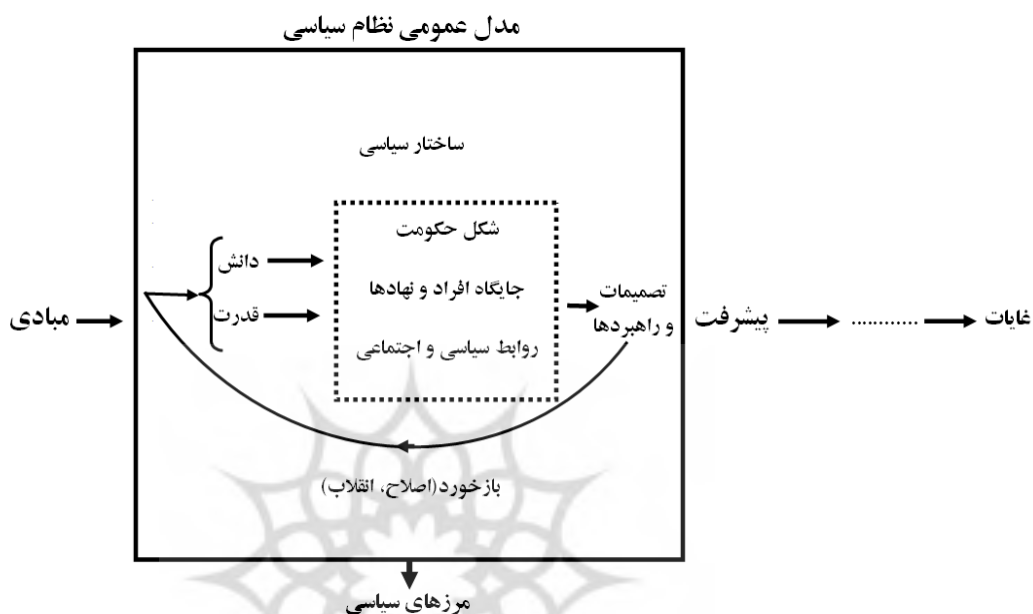 مدل عمومی نظام سیاسی
ساختار سیاسی
شکل حکومت
دانش
جایگاه افراد و نهادها
تصمیمات
مبادی
قدرت
و راهبردها
پیشرفت
............
غایات
روابط سیاسی و اجتماعی
بازخورد(اصلاح، انقلاب)
مرزهای سیاسی